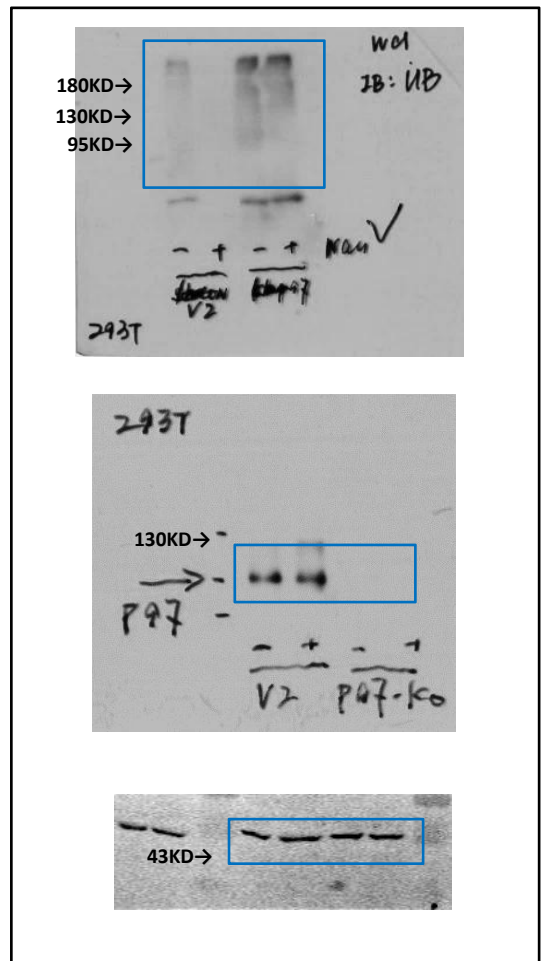 wcl
IB: UB
180KD→
130KD→
95KD→
- + - +
V2
293T
293T
130KD→
P97
- + - +
V2 P97-KO
43KD→